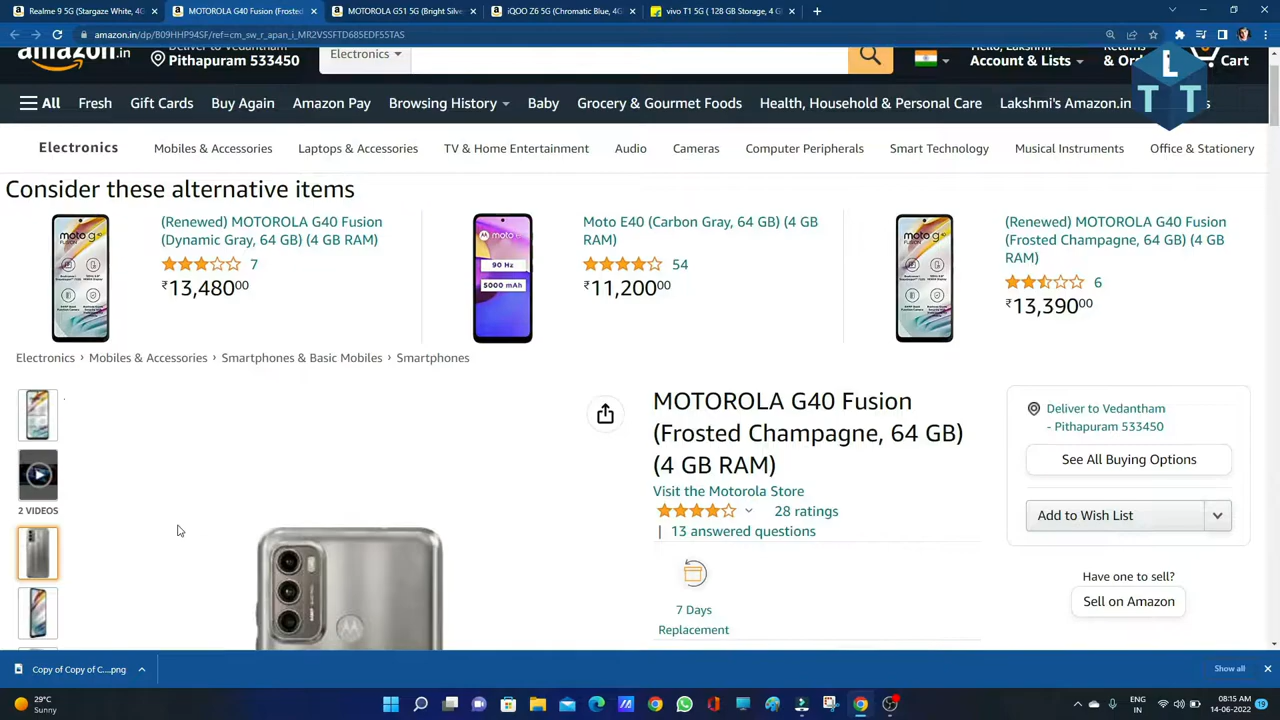 Realme 9 5G (Stargaze White, 4G
MOTOROLA G40 Fusion (Frosted
MOTOROLA G51 5G (Bright Silver
iQOO Z6 5G (Chromatic Blue, 4G
vivo T1 5G ( 128 GB Storage, 4 G
amazon.in/dp/B09HHP94SF/ref=cm_sw_r_apan_i_MR2VSSFTD685EDF55TAS
amazon.in
Deliver to Vedantham
Pithapuram 533450
Electronics
Hello, Lakshmi
Account & Lists
Returns
& Ord
Cart
L
T T
All
Fresh
Gift Cards
Buy Again
Amazon Pay
Browsing History
Baby
Grocery & Gourmet Foods
Health, Household & Personal Care
Lakshmi's Amazon.in
Electronics
Mobiles & Accessories
Laptops & Accessories
TV & Home Entertainment
Audio
Cameras
Computer Peripherals
Smart Technology
Musical Instruments
Office & Stationery
Consider these alternative items
(Renewed) MOTOROLA G40 Fusion
(Dynamic Gray, 64 GB) (4 GB RAM)
7
₹13,48000
moto
90 Hz
5000 mAh
Moto E40 (Carbon Gray, 64 GB) (4 GB
RAM)
54
₹11,20000
(Renewed) MOTOROLA G40 Fusion
(Frosted Champagne, 64 GB) (4 GB
RAM)
6
₹13,39000
Electronics › Mobiles & Accessories › Smartphones & Basic Mobiles › Smartphones
2 VIDEOS
MOTOROLA G40 Fusion
(Frosted Champagne, 64 GB)
(4 GB RAM)
Visit the Motorola Store
28 ratings
| 13 answered questions
7 Days
Replacement
Deliver to Vedantham
- Pithapuram 533450
See All Buying Options
Add to Wish List
Have one to sell?
Sell on Amazon
Copy of Copy of C....png
Show all
29°C
Sunny
ENG
IN
08:15 AM
14-06-2022